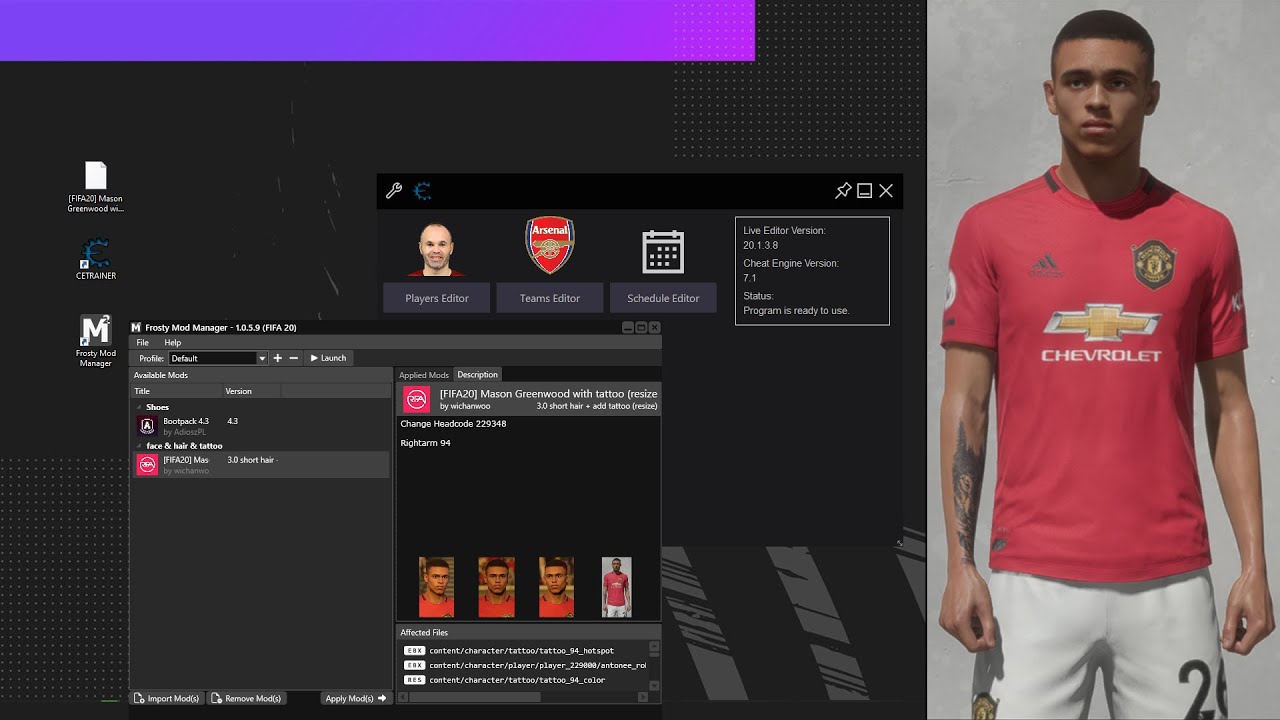 [FIFA20] Mason
Greenwood wi...
CETRAINER
Frosty Mod
Manager
Arsenal
Players Editor
Teams Editor
Schedule Editor
Live Editor Version:
20.1.3.8
Cheat Engine Version:
7.1
Status:
Program is ready to use.
Frosty Mod Manager - 1.0.5.9 (FIFA 20)
File Help
Profile: Default Launch
Available Mods
Title Version
Shoes
Bootpack 4.3 4.3
by AdioszPL
face & hair & tattoo
[FIFA20] Mas 3.0 short hair -
by wichanwo
Applied Mods Description
[FIFA20] Mason Greenwood with tattoo (resize
by wichanwoo 3.0 short hair + add tattoo (resize)
Change Headcode 229348
Rightarm 94
Affected Files
EBX content/character/tattoo/tattoo_94_hotspot
EBX content/character/player/player_229000/antonee_rol
RES content/character/tattoo/tattoo_94_color
Import Mod(s) Remove Mod(s) Apply Mod(s)
adidas
CHEVROLET
26